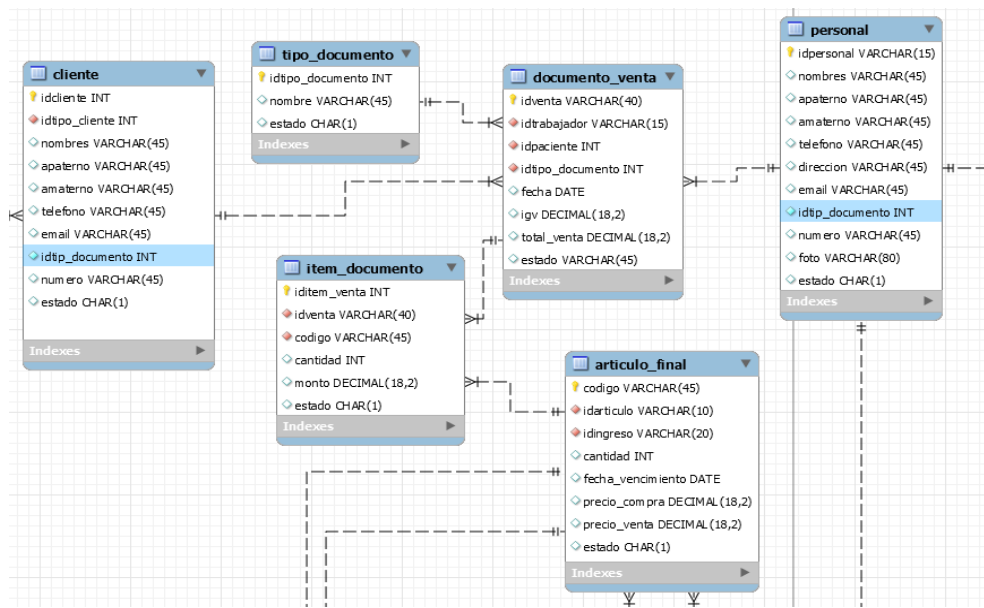 cliente
idcliente INT
idtipo_cliente INT
nombres VARCHAR(45)
apaterno VARCHAR(45)
amaterno VARCHAR(45)
telefono VARCHAR(45)
email VARCHAR(45)
idtip_documento INT
numero VARCHAR(45)
estado CHAR(1)
Indexes
tipo_documento
idtipo_documento INT
nombre VARCHAR(45)
estado CHAR(1)
Indexes
documento_venta
idventa VARCHAR(40)
idtrabajador VARCHAR(15)
idpaciente INT
idtipo_documento INT
fecha DATE
igv DECIMAL(18,2)
total_venta DECIMAL(18,2)
estado VARCHAR(45)
Indexes
personal
idpersonal VARCHAR(15)
nombres VARCHAR(45)
apaterno VARCHAR(45)
amaterno VARCHAR(45)
telefono VARCHAR(45)
direccion VARCHAR(45)
email VARCHAR(45)
idtip_documento INT
numero VARCHAR(45)
foto VARCHAR(80)
estado CHAR(1)
Indexes
item_documento
iditem_venta INT
idventa VARCHAR(40)
codigo VARCHAR(45)
cantidad INT
monto DECIMAL(18,2)
estado CHAR(1)
Indexes
articulo_final
codigo VARCHAR(45)
idarticulo VARCHAR(10)
idingreso VARCHAR(20)
cantidad INT
fecha_vencimiento DATE
precio_compra DECIMAL(18,2)
precio_venta DECIMAL(18,2)
estado CHAR(1)
Indexes